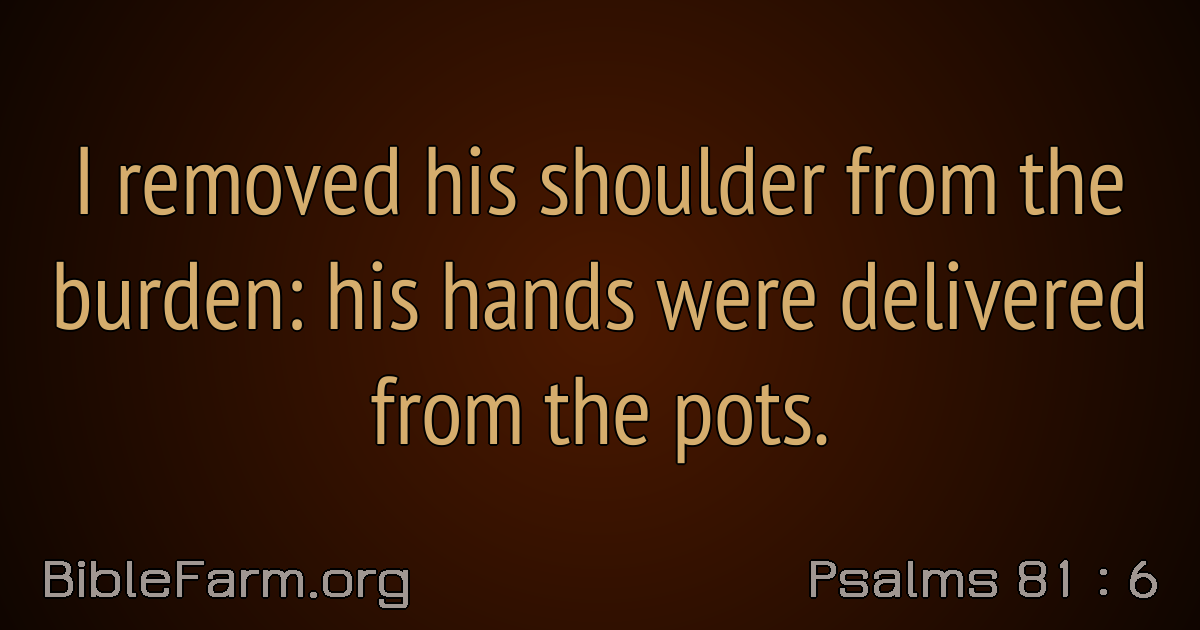 I removed his shoulder from the
burden: his hands were delivered
from the pots.
BibleFarm.org
Psalms 81 : 6